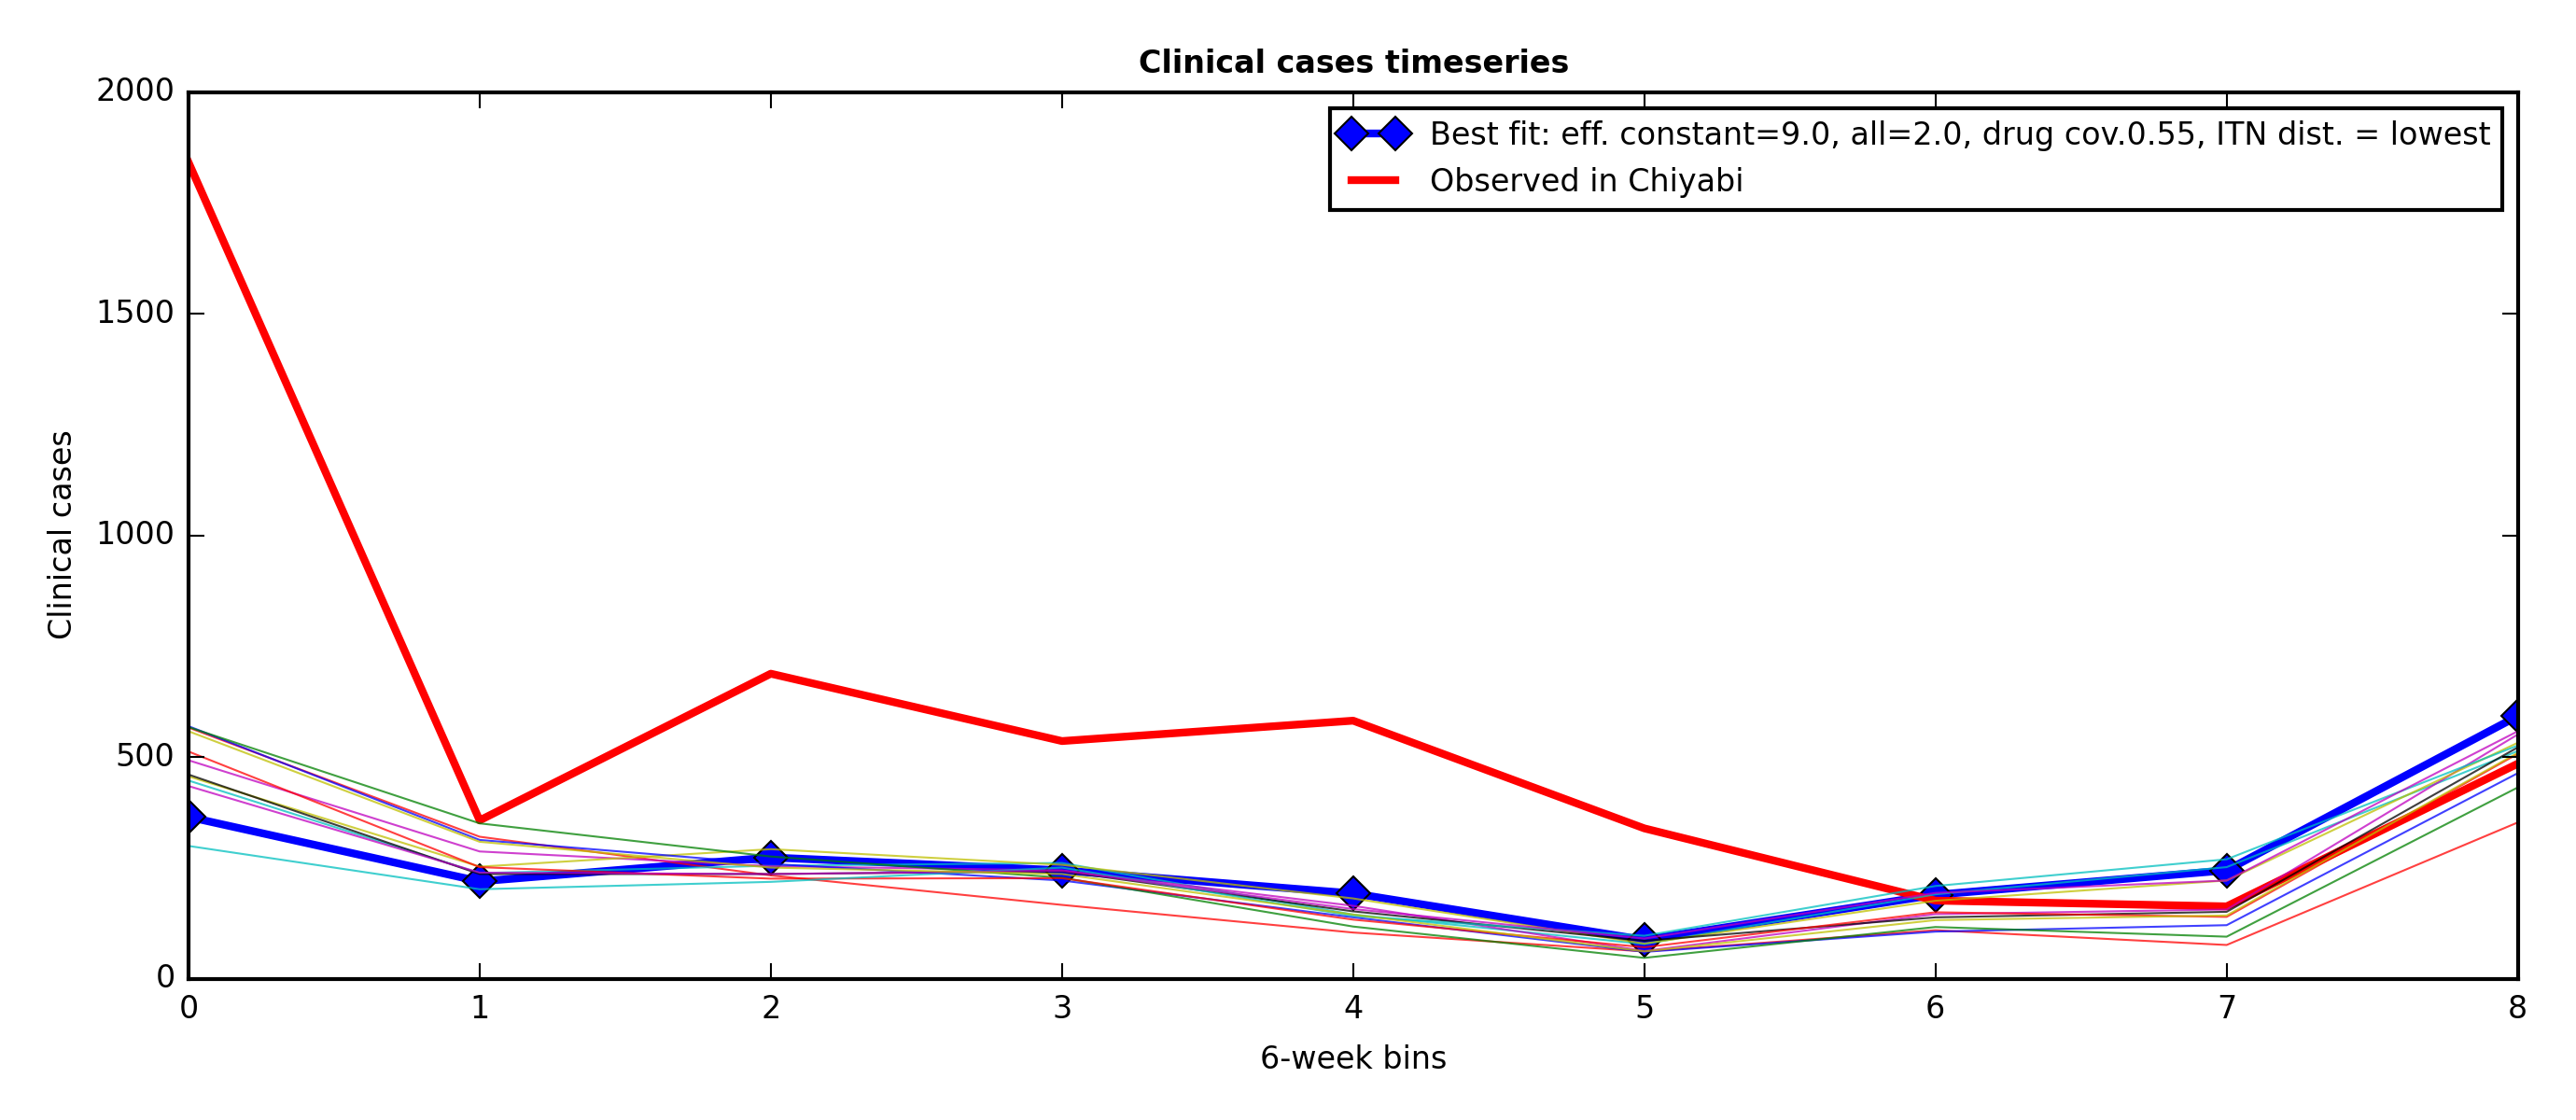 Clinical cases timeseries
2000
1500
1000
500
0
Clinical cases
Best fit: eff. constant=9.0, all=2.0, drug cov.0.55, ITN dist. = lowest
Observed in Chiyabi
0 1 2 3 4 5 6 7 8
6-week bins